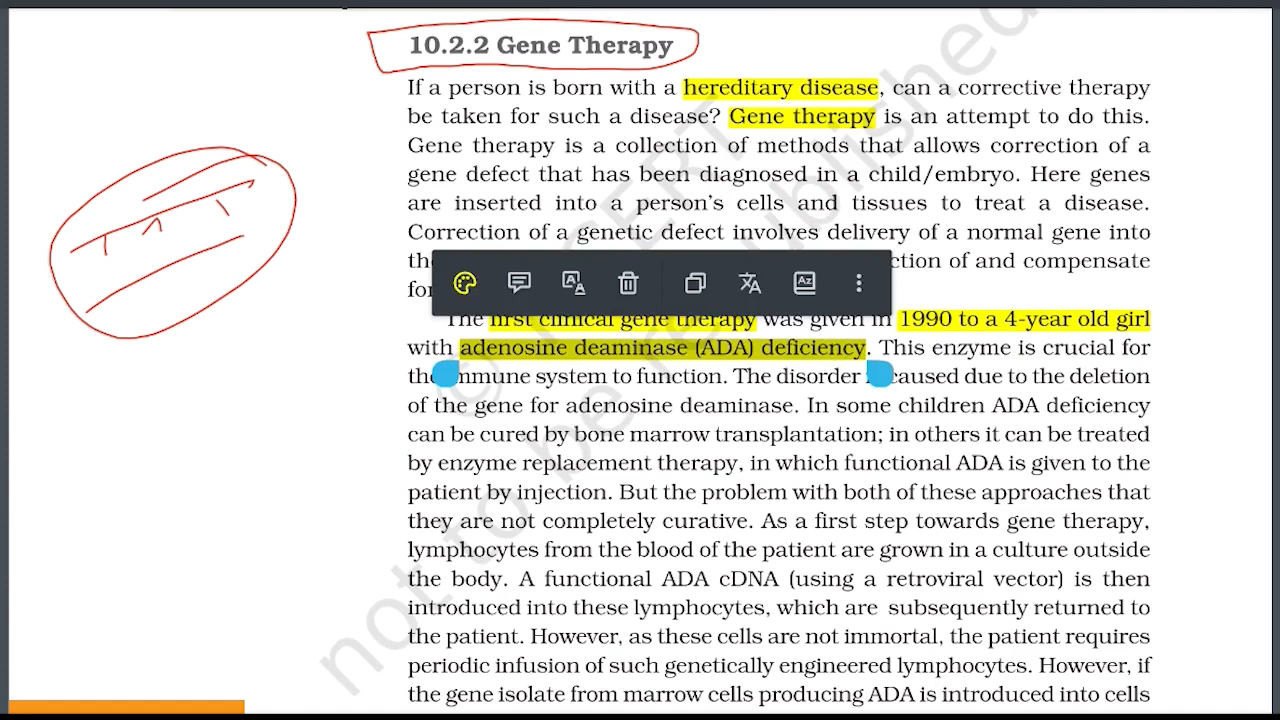 10.2.2 Gene Therapy
If a person is born with a hereditary disease, can a corrective therapy
be taken for such a disease? Gene therapy is an attempt to do this.
Gene therapy is a collection of methods that allows correction of a
gene defect that has been diagnosed in a child/embryo. Here genes
are inserted into a person's cells and tissues to treat a disease.
Correction of a genetic defect involves delivery of a normal gene into
ction of and compensate
The first clinical gene therapy was given in 1990 to a 4-year old girl
with adenosine deaminase (ADA) deficiency. This enzyme is crucial for
the immune system to function. The disorder is caused due to the deletion
of the gene for adenosine deaminase. In some children ADA deficiency
can be cured by bone marrow transplantation; in others it can be treated
by enzyme replacement therapy, in which functional ADA is given to the
patient by injection. But the problem with both of these approaches that
they are not completely curative. As a first step towards gene therapy,
lymphocytes from the blood of the patient are grown in a culture outside
the body. A functional ADA cDNA (using a retroviral vector) is then
introduced into these lymphocytes, which are subsequently returned to
the patient. However, as these cells are not immortal, the patient requires
periodic infusion of such genetically engineered lymphocytes. However, if
the gene isolate from marrow cells producing ADA is introduced into cells